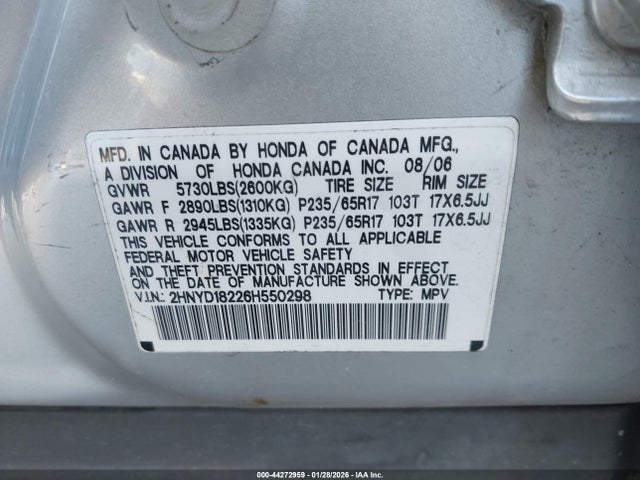 MFD. IN CANADA BY HONDA OF CANADA MFG.,
A DIVISION OF HONDA CANADA INC. 08/06
GVWR 5730LBS(2600KG) TIRE SIZE RIM SIZE
GAWR F 2890LBS(1310KG) P235/65R17 103T 17X6.5JJ
GAWR R 2945LBS(1335KG) P235/65R17 103T 17X6.5JJ
THIS VEHICLE CONFORMS TO ALL APPLICABLE
FEDERAL MOTOR VEHICLE SAFETY
AND THEFT PREVENTION STANDARDS IN EFFECT
ON THE DATE OF MANUFACTURE SHOWN ABOVE.
V.I.N.: 2HNYD18226H550298 TYPE: MPV
000-44272959 | 01/28/2026 | IAA Inc.